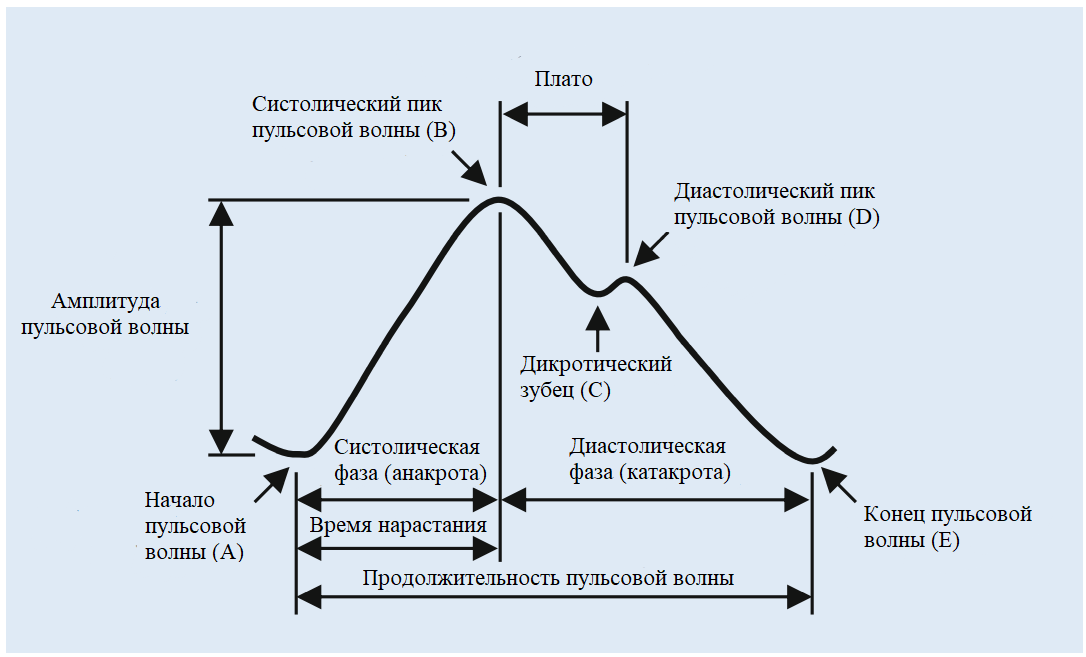 Плато
Систолический пик
пульсовой волны (B)
Диастолический пик
пульсовой волны (D)
Амплитуда
пульсовой волны
Дикротический
зубец (C)
Систолическая
фаза (анакрота)
Диастолическая
фаза (катакрота)
Начало
пульсовой
волны (A)
Время нарастания
Конец пульсовой
волны (E)
Продолжительность пульсовой волны